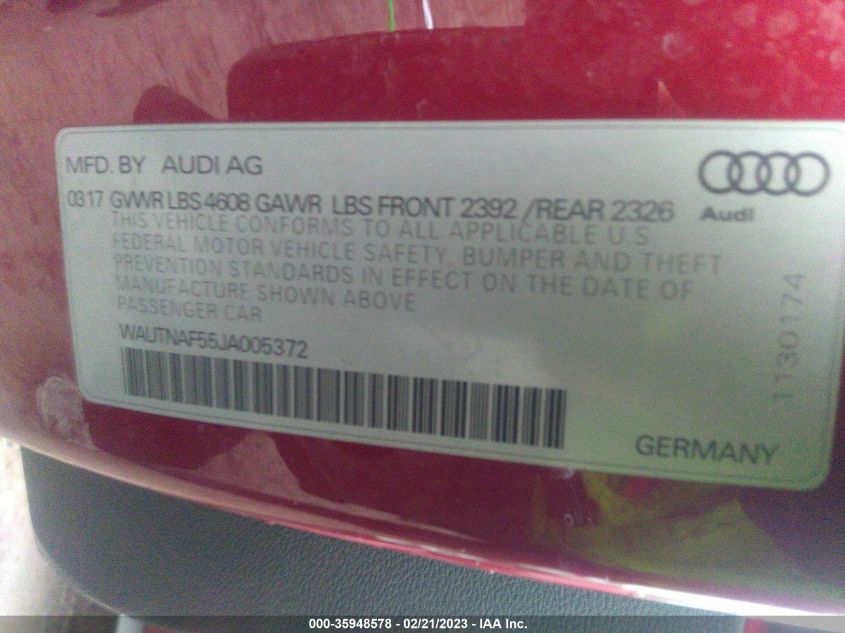 MFD. BY AUDI AG
0317 GVWR LBS 4608 GAWR LBS FRONT 2392 /REAR 2326
Audi
THIS VEHICLE CONFORMS TO ALL APPLICABLE U S
FEDERAL MOTOR VEHICLE SAFETY, BUMPER AND THEFT
PREVENTION STANDARDS IN EFFECT ON THE DATE OF
MANUFACTURE SHOWN ABOVE
PASSENGER CAR
WAUTNAF55JA005372
1130174
GERMANY
000-35948578 - 02/21/2023 - IAA Inc.